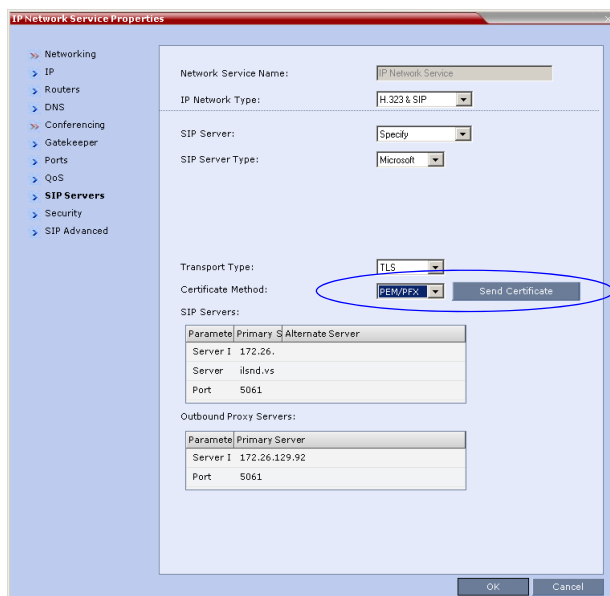 IP Network Service Properties
Networking
IP
Routers
DNS
Conferencing
Gatekeeper
Ports
QoS
SIP Servers
Security
SIP Advanced
Network Service Name: IP Network Service
IP Network Type: H.323 & SIP
SIP Server: Specify
SIP Server Type: Microsoft
Transport Type: TLS
Certificate Method: PEM/PFX Send Certificate
SIP Servers:
Paramete Primary S Alternate Server
Server I 172.26.
Server ilsnd.vs
Port 5061
Outbound Proxy Servers:
Paramete Primary Server
Server I 172.26.129.92
Port 5061
OK Cancel